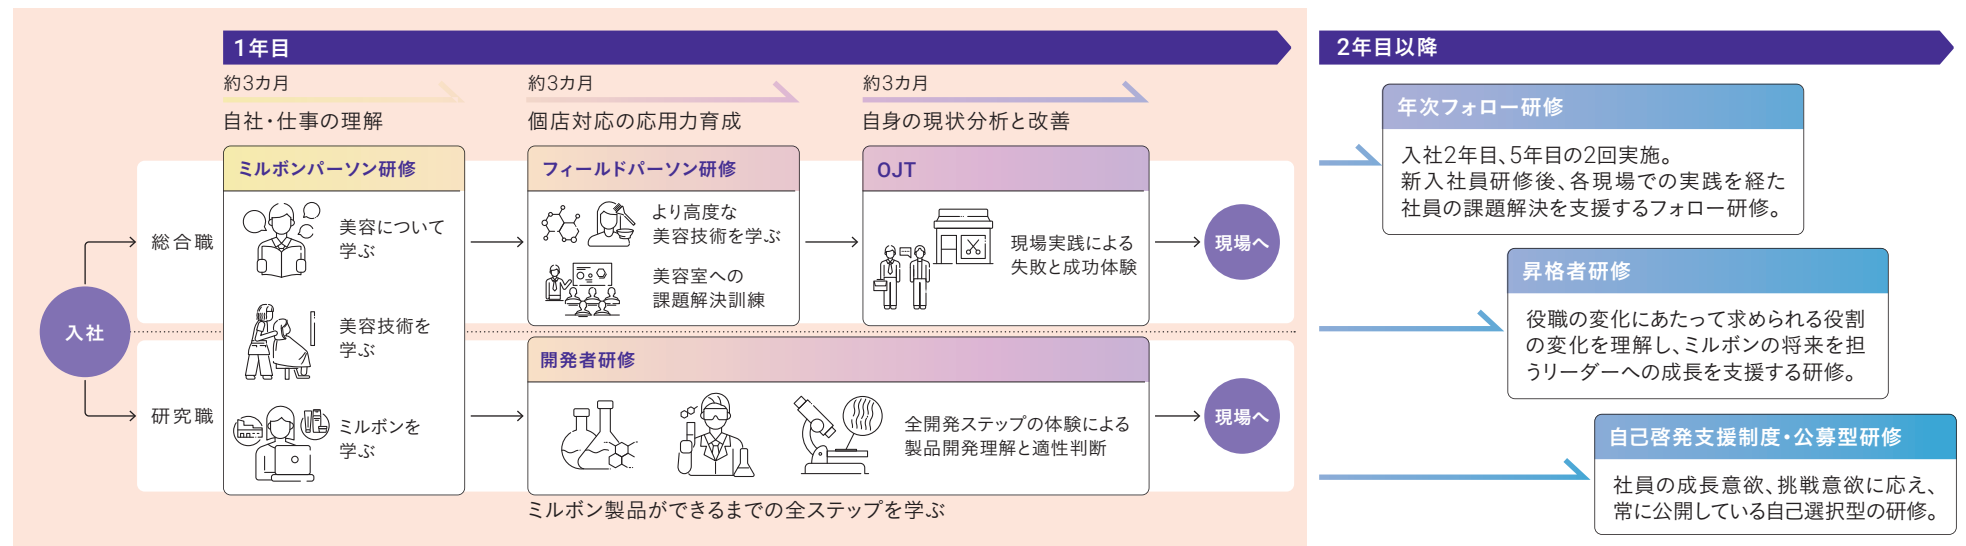 1年目
約3カ月
自社・仕事の理解
約3カ月
個店対応の応用力育成
約3カ月
自身の現状分析と改善
入社
総合職
研究職
ミルボンパーソン研修
美容について
学ぶ
美容技術を
学ぶ
ミルボンを
学ぶ
フィールドパーソン研修
より高度な
美容技術を学ぶ
美容室への
課題解決訓練
OJT
現場実践による
失敗と成功体験
現場へ
開発者研修
全開発ステップの体験による
製品開発理解と適性判断
現場へ
ミルボン製品ができるまでの全ステップを学ぶ
2年目以降
年次フォロー研修
入社2年目、5年目の2回実施。
新入社員研修後、各現場での実践を経た
社員の課題解決を支援するフォロー研修。
昇格者研修
役職の変化にあたって求められる役割
の変化を理解し、ミルボンの将来を担
うリーダーへの成長を支援する研修。
自己啓発支援制度・公募型研修
社員の成長意欲、挑戦意欲に応え、
常に公開している自己選択型の研修。